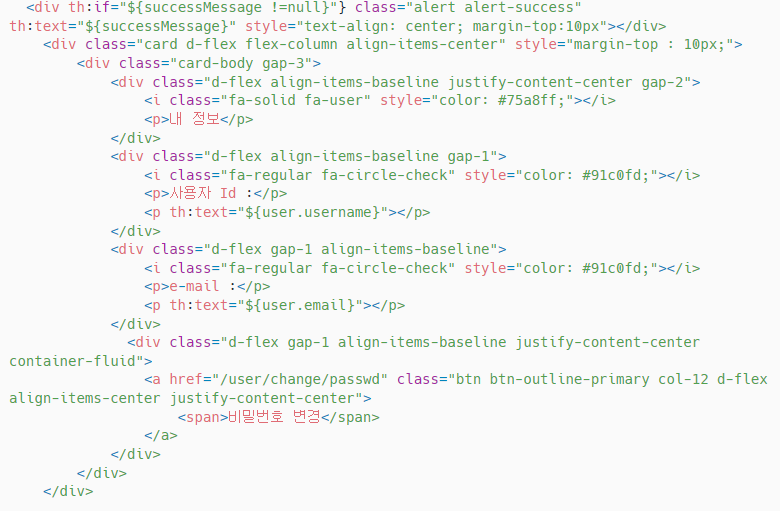 <div th:if="${successMessage !=null}"} class="alert alert-success"
th:text="${successMessage}" style="text-align: center; margin-top:10px"></div>
<div class="card d-flex flex-column align-items-center" style="margin-top : 10px;">
<div class="card-body gap-3">
<div class="d-flex align-items-baseline justify-content-center gap-2">
<i class="fa-solid fa-user" style="color: #75a8ff;"></i>
<p>내 정보</p>
</div>
<div class="d-flex align-items-baseline gap-1">
<i class="fa-regular fa-circle-check" style="color: #91c0fd;"></i>
<p>사용자 Id :</p>
<p th:text="${user.username}"></p>
</div>
<div class="d-flex gap-1 align-items-baseline">
<i class="fa-regular fa-circle-check" style="color: #91c0fd;"></i>
<p>e-mail :</p>
<p th:text="${user.email}"></p>
</div>
<div class="d-flex gap-1 align-items-baseline justify-content-center
container-fluid">
<a href="/user/change/passwd" class="btn btn-outline-primary col-12 d-flex
align-items-center justify-content-center">
<span>비밀번호 변경</span>
</a>
</div>
</div>
</div>